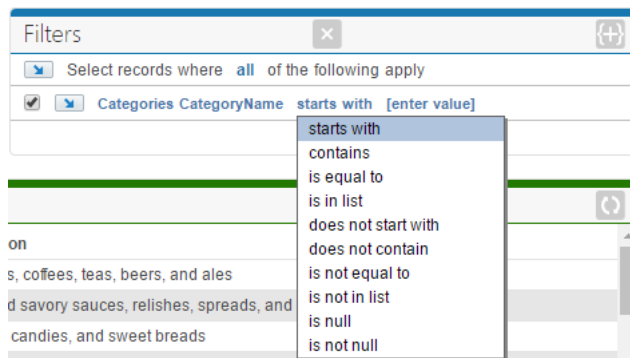 Filters
Select records where all of the following apply
Categories CategoryName starts with [enter value]
starts with
contains
is equal to
is in list
does not start with
does not contain
is not equal to
is not in list
is null
is not null
on
s, coffees, teas, beers, and ales
d savory sauces, relishes, spreads, and
candies, and sweet breads